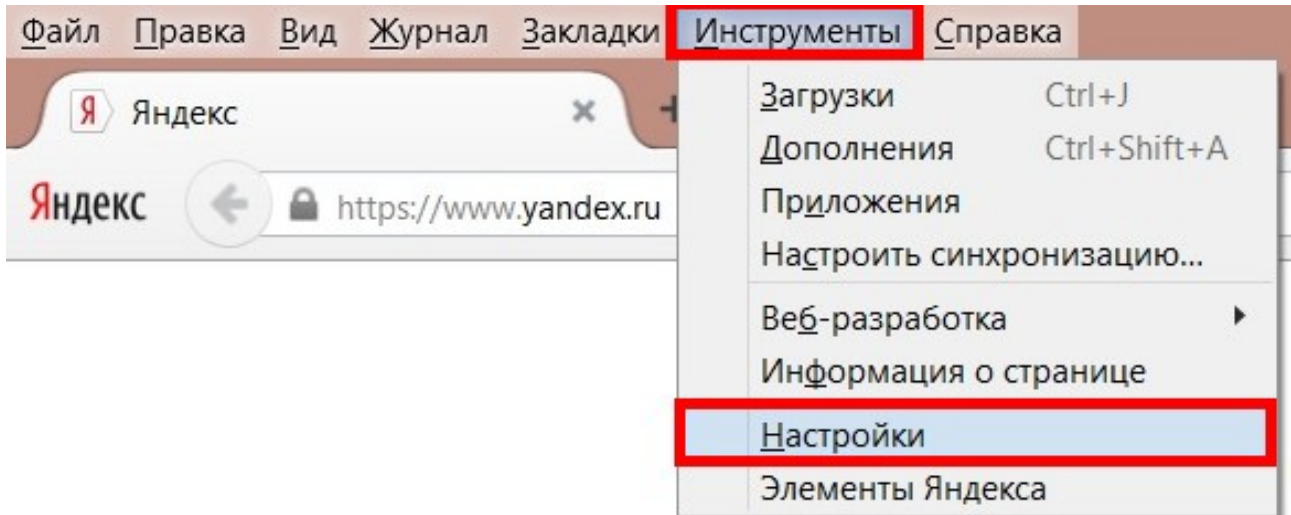 Файл Правка Вид Журнал Закладки Инструменты Справка
Я Яндекс
Загрузки Ctrl+J
Дополнения Ctrl+Shift+A
Яндекс https://www.yandex.ru
Приложения
Настроить синхронизацию...
Веб-разработка
Информация о странице
Настройки
Элементы Яндекса